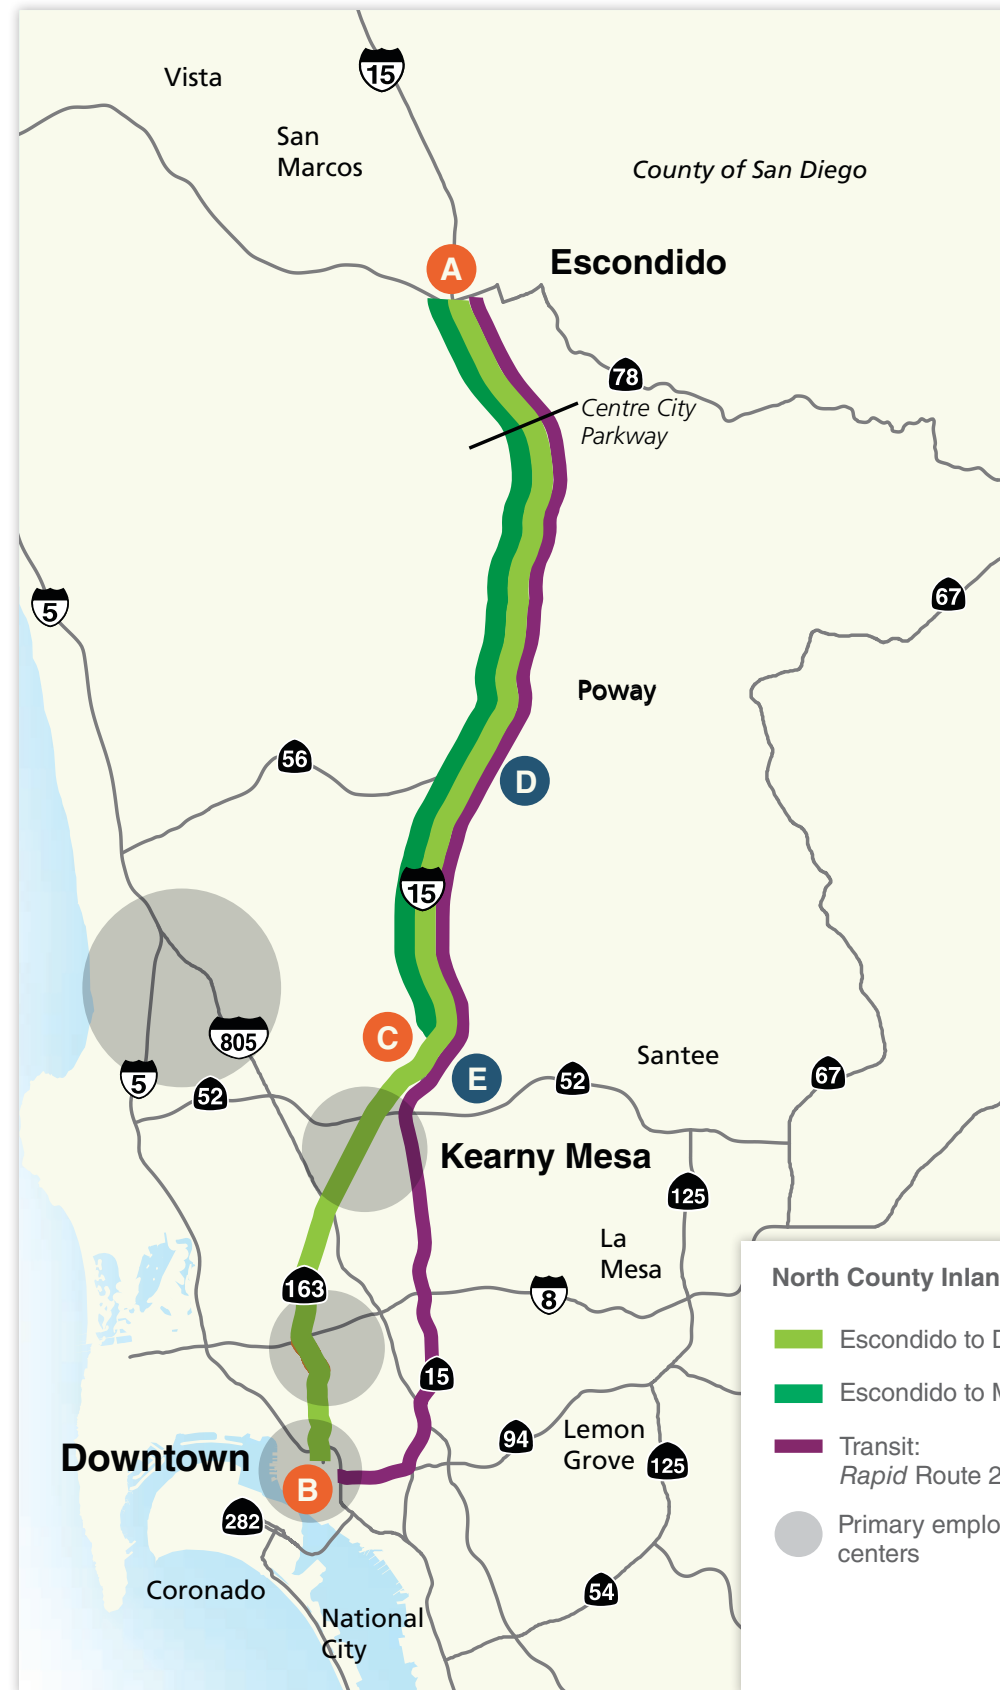 Vista
15
San
Marcos
County of San Diego
A
Escondido
78
Centre City
Parkway
5
67
Poway
56
D
15
C
805
Santee
E
5
52
52
67
Kearny Mesa
125
La
Mesa
163
8
North County Inlan
Escondido to D
15
Escondido to M
94
Lemon
Grove
125
Transit:
Rapid Route 2
Downtown
B
282
Primary emplo
centers
Coronado
54
National
City